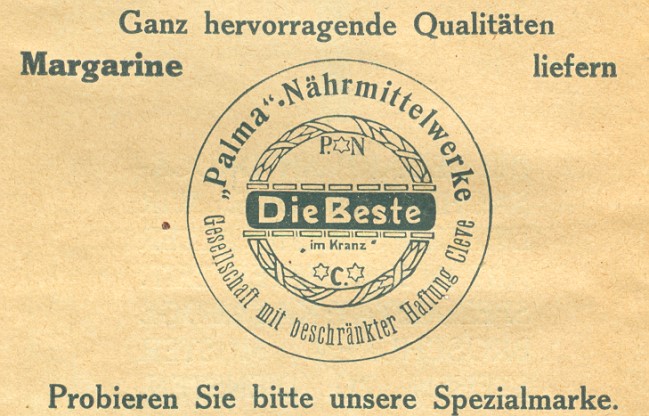 Ganz hervorragende Qualitäten
Margarine liefern
„Palma“-Nährmittelwerke
P. N
Die Beste
„im Kranz“
C.
Gesellschaft mit beschränkter Haftung Cleve
Probieren Sie bitte unsere Spezialmarke.